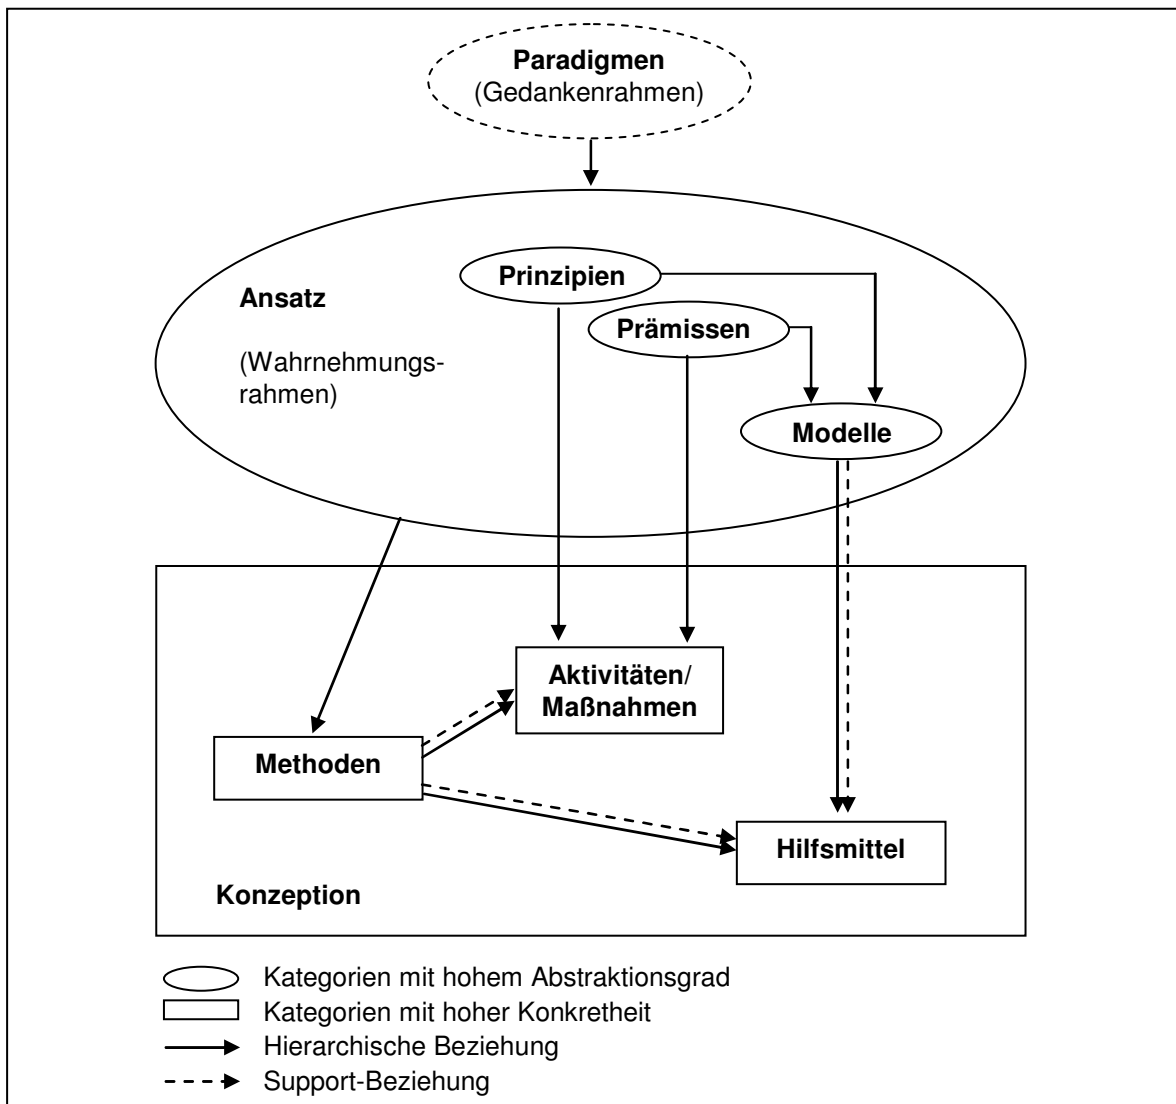 Paradigmen
(Gedankenrahmen)
Prinzipien
Ansatz
Prämissen
(Wahrnehmungs-
rahmen)
Modelle
Aktivitäten/
Maßnahmen
Methoden
Hilfsmittel
Konzeption
Kategorien mit hohem Abstraktionsgrad
Kategorien mit hoher Konkretheit
Hierarchische Beziehung
Support-Beziehung